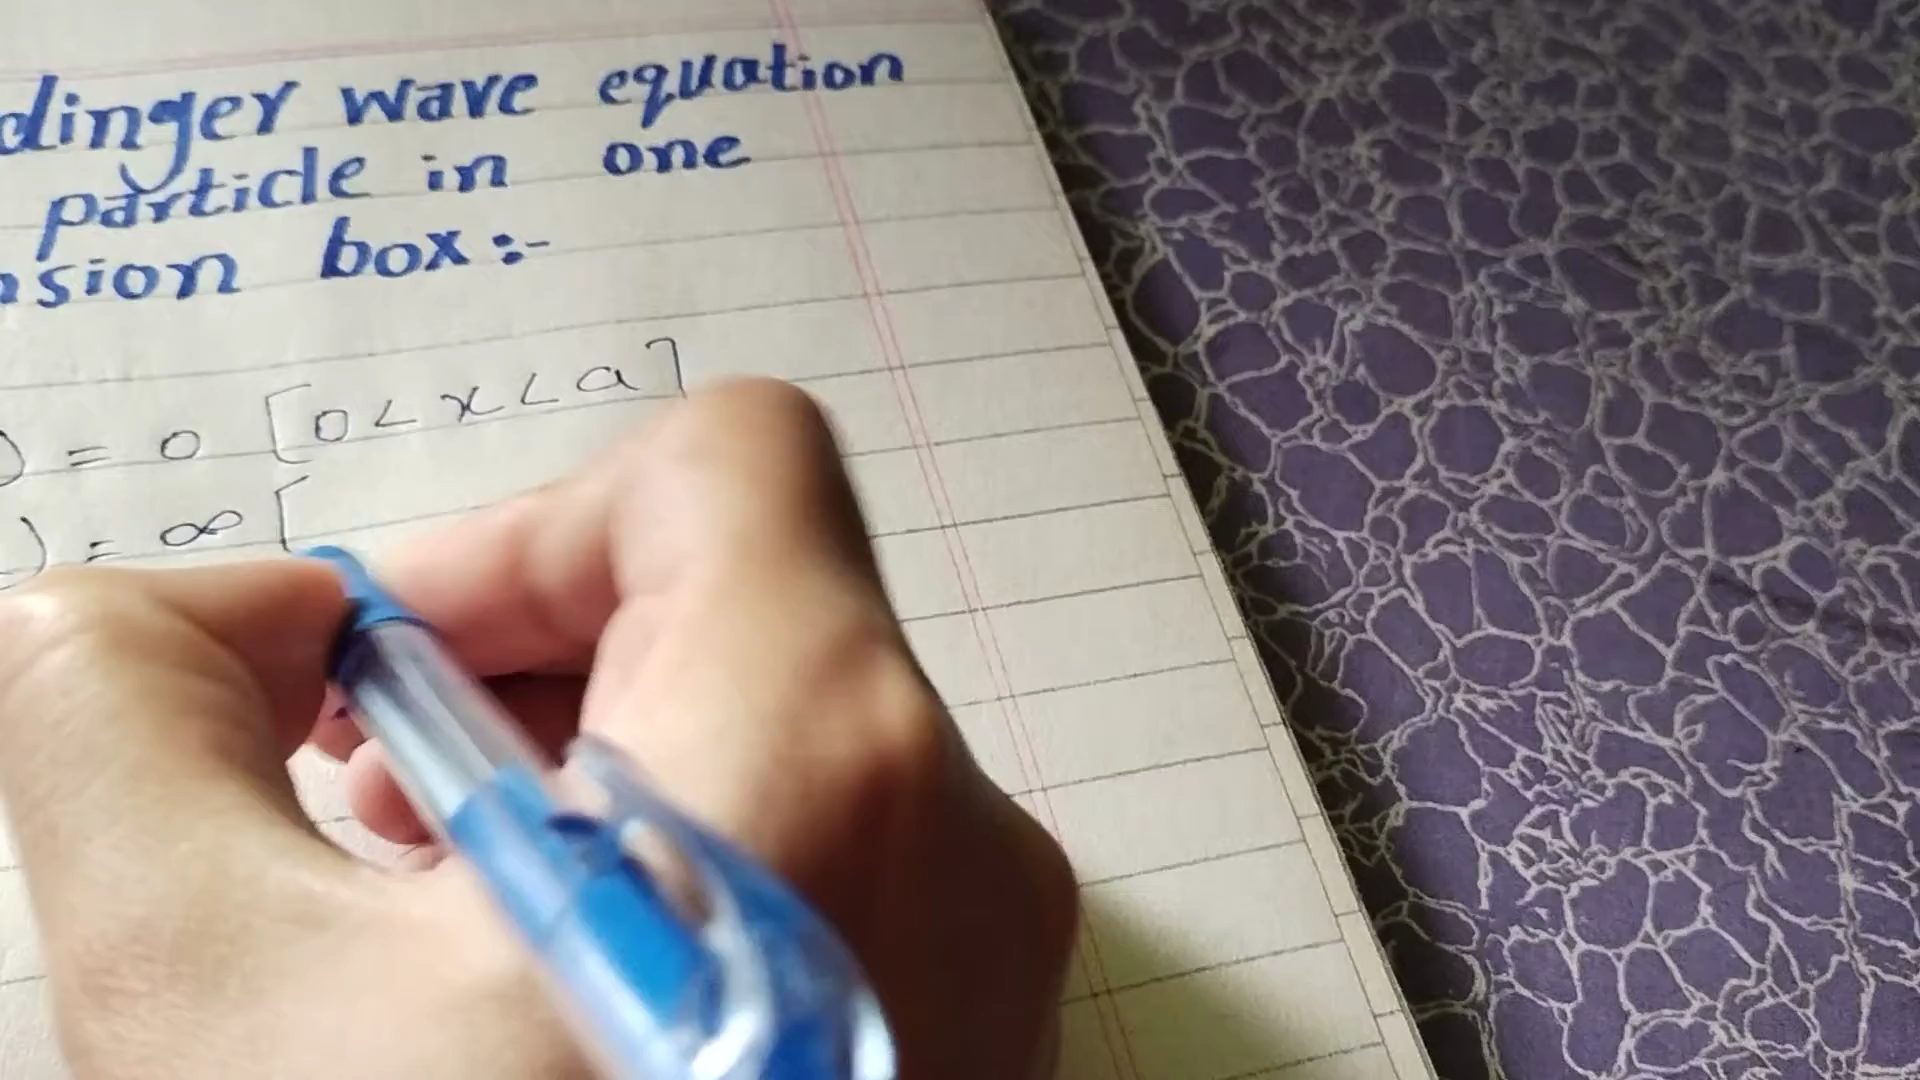 dinger wave equation
particle in one
nsion box :-
) = 0 [0 < x < a]
) = ∞ [